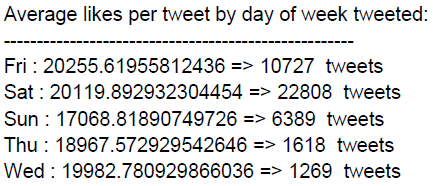 Average likes per tweet by day of week tweeted:
-----------------------------------------------------
Fri : 20255.61955812436 => 10727  tweets
Sat : 20119.892932304454 => 22808  tweets
Sun : 17068.81890749726 => 6389  tweets
Thu : 18967.572929542646 => 1618  tweets
Wed : 19982.780929866036 => 1269  tweets